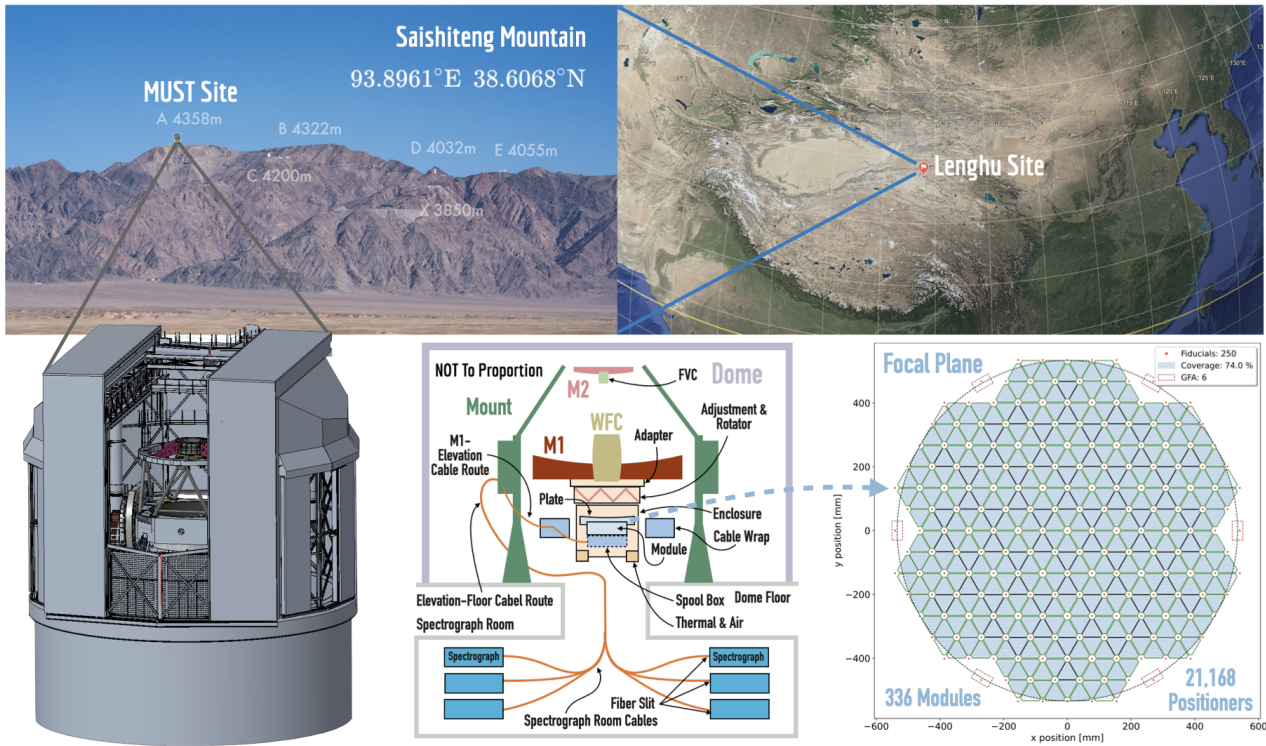 Saishiteng Mountain
93.8961°E 38.6068°N
MUST Site
A 4358m
B 4322m
C 4200m
D 4032m
E 4055m
X 3850m
Lenghu Site
130°E
125°E
120°E
115°E
NOT To Proportion
Dome
Mount
M2
FVC
WFC
M1
Adjustment &
Rotator
Adapter
M1-
Elevation
Cable Route
Plate
Enclosure
Cable Wrap
Module
Spool Box
Dome Floor
Thermal & Air
Elevation-Floor Cabel Route
Spectrograph Room
Spectrograph
Spectrograph
Fiber Slit
Spectrograph Room Cables
Focal Plane
Fiducials: 250
Coverage: 74.0 %
GFA: 6
y position [mm]
400
200
0
−200
−400
336 Modules
21,168
Positioners
−600 −400 −200 0 200 400 600
x position [mm]